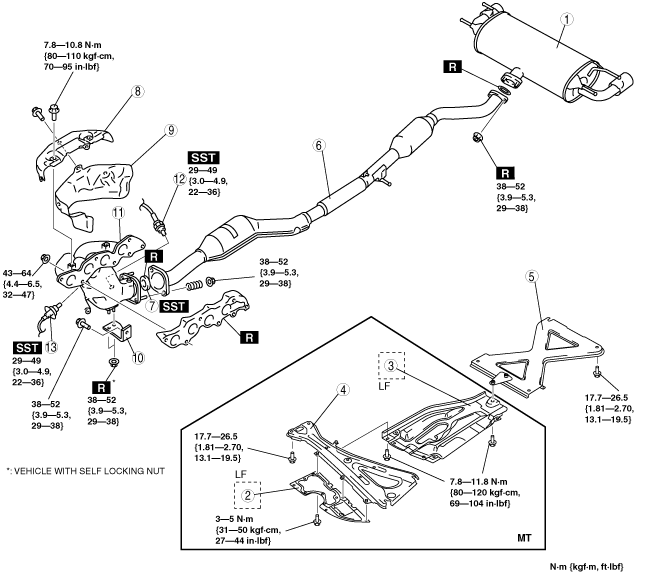 1
7.8—10.8 N·m
{80—110 kgf·cm,
70—95 in·lbf}
R
8
9
6
SST
29—49
{3.0—4.9,
22—36}
12
R
38—52
{3.9—5.3,
29—38}
11
R
38—52
{3.9—5.3,
29—38}
43—64
{4.4—6.5,
32—47}
7
SST
5
13
R
10
SST
29—49
{3.0—4.9,
22—36}
R*
38—52
{3.9—5.3,
29—38}
38—52
{3.9—5.3,
29—38}
3
LF
4
17.7—26.5
{1.81—2.70,
13.1—19.5}
17.7—26.5
{1.81—2.70,
13.1—19.5}
*: VEHICLE WITH SELF LOCKING NUT
LF
2
7.8—11.8 N·m
{80—120 kgf·cm,
69—104 in·lbf}
3—5 N·m
{31—50 kgf·cm,
27—44 in·lbf}
MT
N·m {kgf·m, ft·lbf}